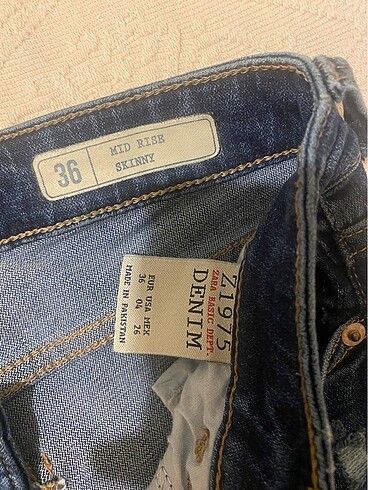 36
MID RISE
SKINNY
Z1975
ZARA BASIC DEPT.
DENIM
EUR USA MEX
36 04 26
MADE IN PAKISTAN